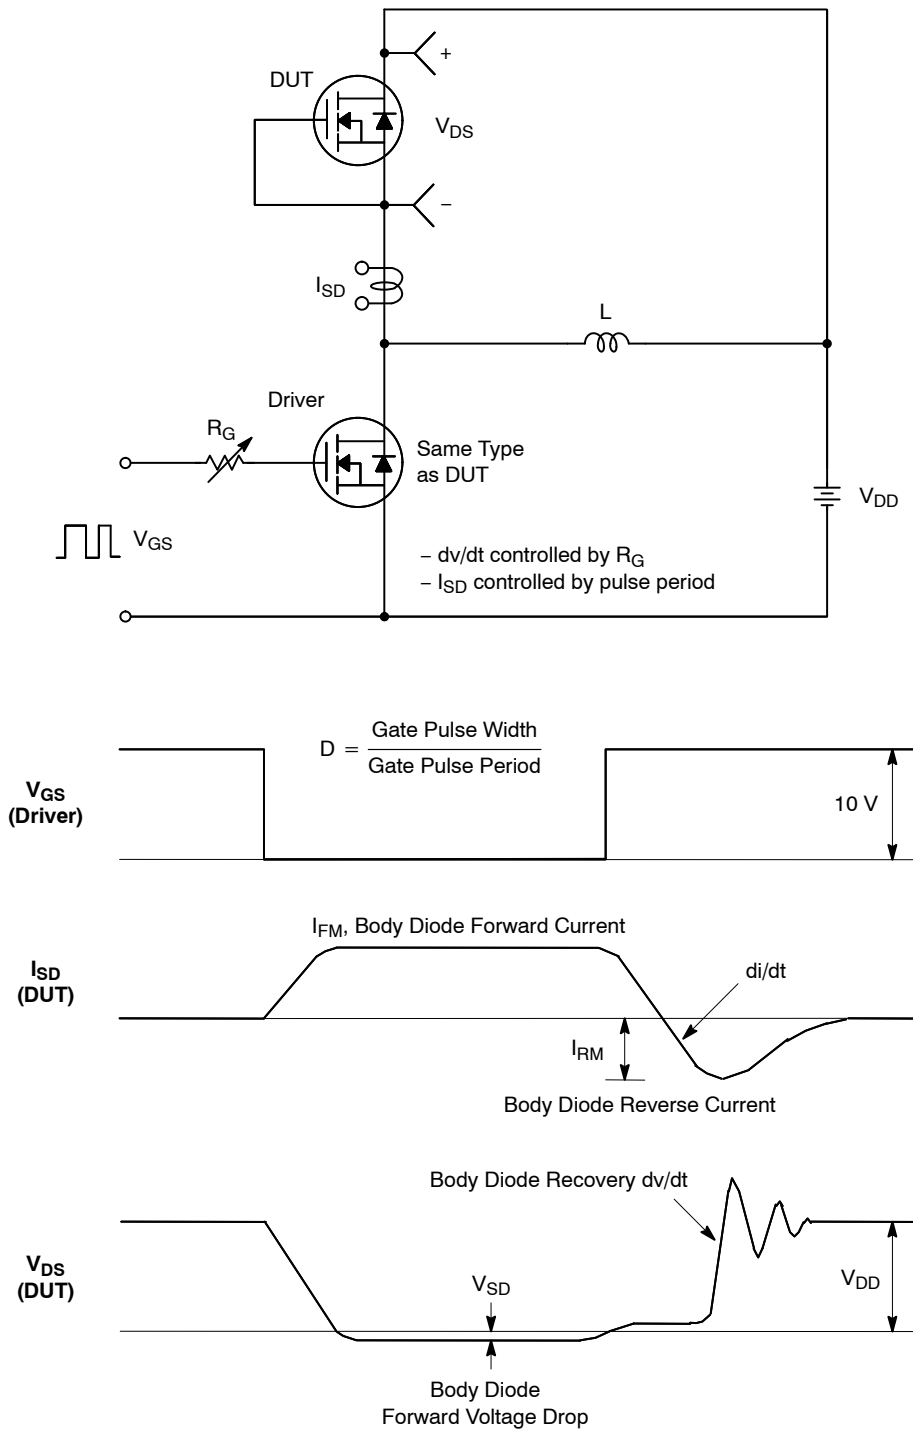 +
DUT
V_DS
−
I_SD
L
Driver
R_G
Same Type
as DUT
V_DD
V_GS
− dv/dt controlled by R_G
− I_SD controlled by pulse period
D = Gate Pulse Width
Gate Pulse Period
V_GS
(Driver)
10 V
I_FM, Body Diode Forward Current
I_SD
(DUT)
di/dt
I_RM
Body Diode Reverse Current
Body Diode Recovery dv/dt
V_DS
(DUT)
V_SD
V_DD
Body Diode
Forward Voltage Drop